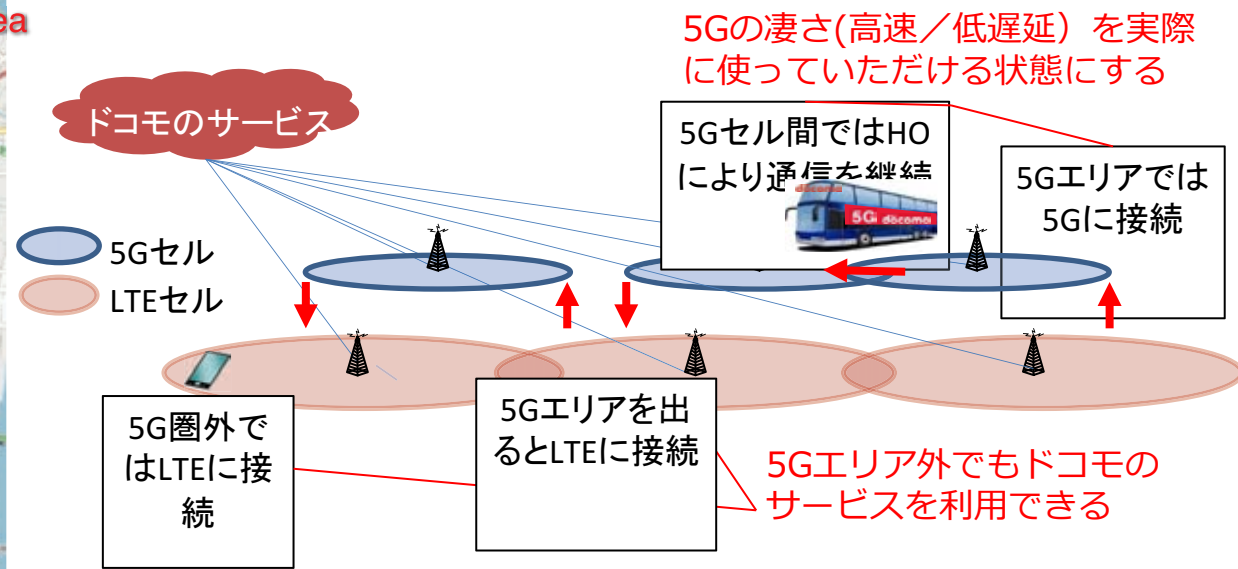 ea
5Gの凄さ(高速／低遅延）を実際
に使っていただける状態にする
ドコモのサービス
5Gセル間ではHO
により通信を継続
docomo
5G docomo
5Gエリアでは
5Gに接続
5Gセル
LTEセル
5G圏外で
はLTEに接
続
5Gエリアを出
るとLTEに接続
5Gエリア外でもドコモの
サービスを利用できる